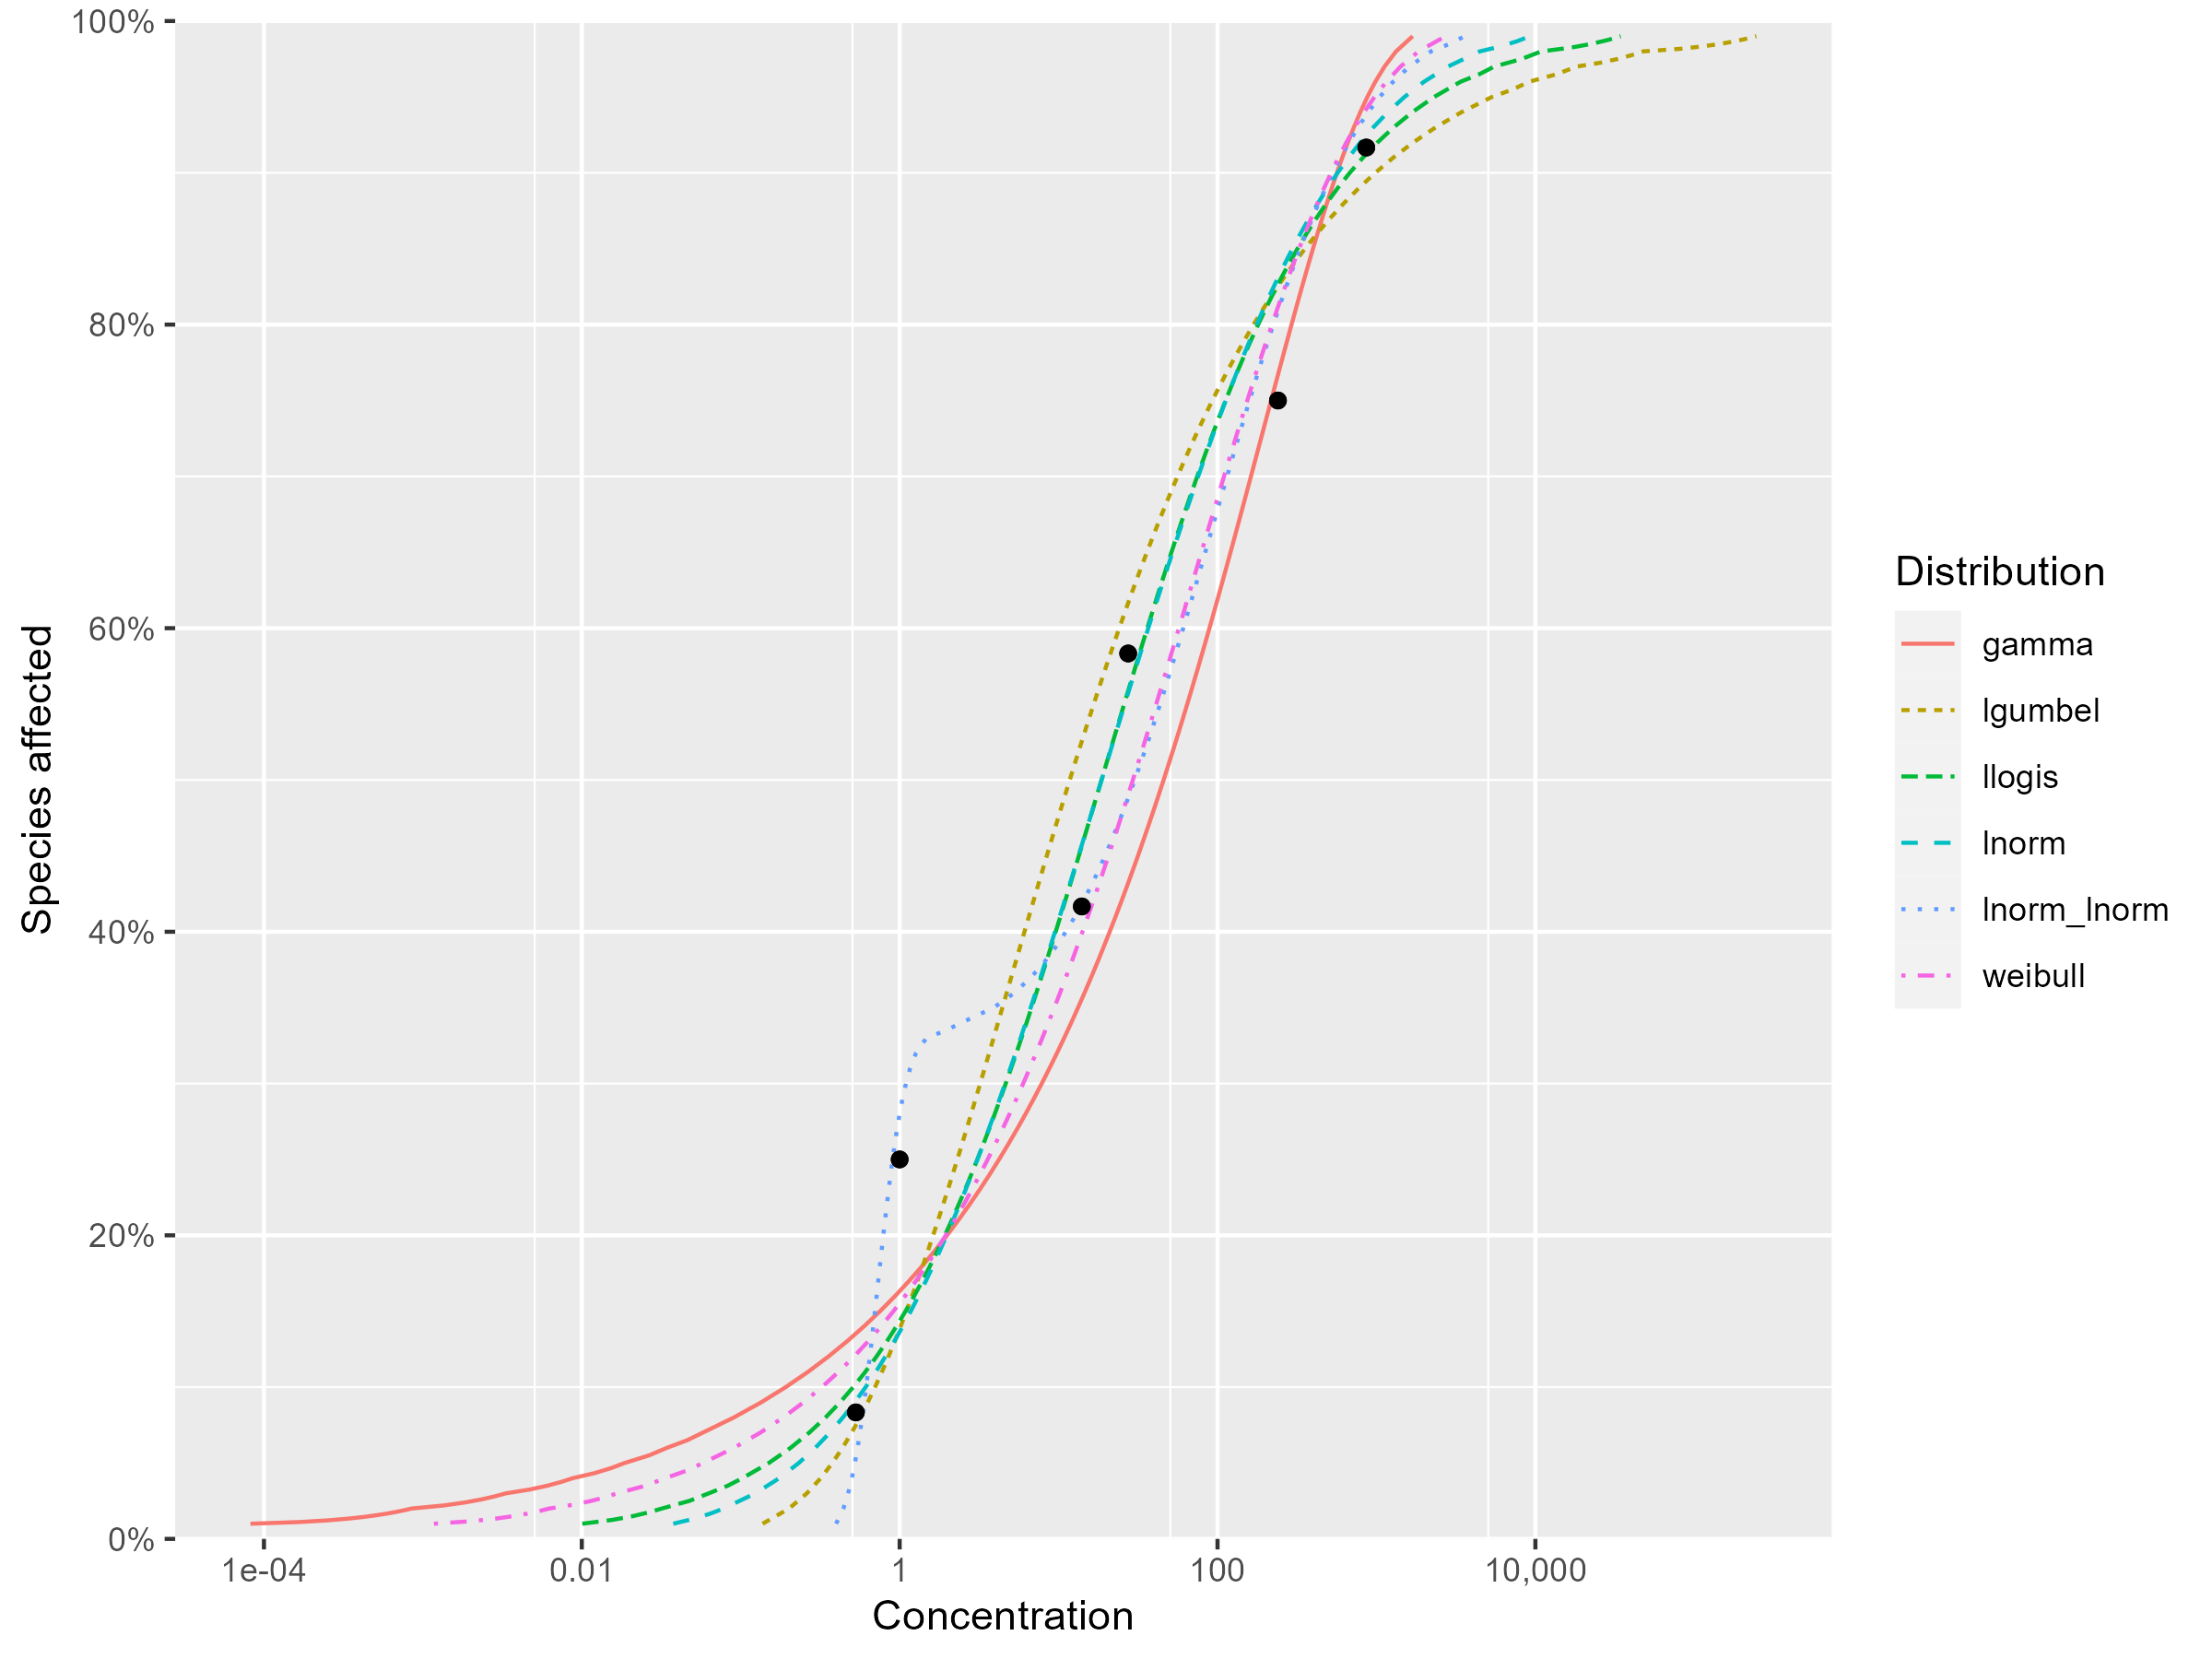 100%
80%
60%
40%
20%
0%
Species affected
1e-04
0.01
1
100
10,000
Concentration
Distribution
gamma
lgumbel
llogis
lnorm
lnorm_lnorm
weibull